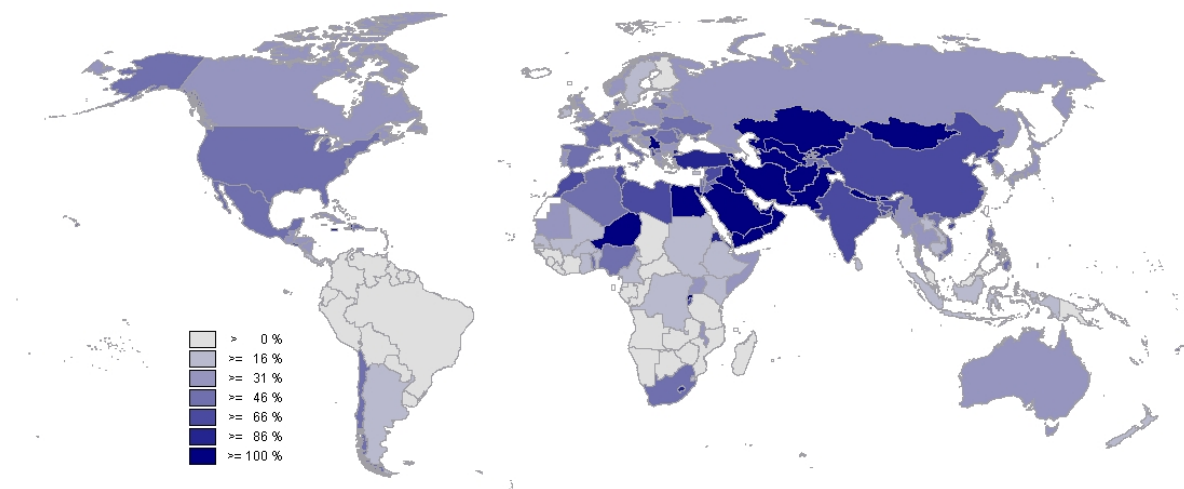 > 0 %
>= 16 %
>= 31 %
>= 46 %
>= 66 %
>= 86 %
>= 100 %